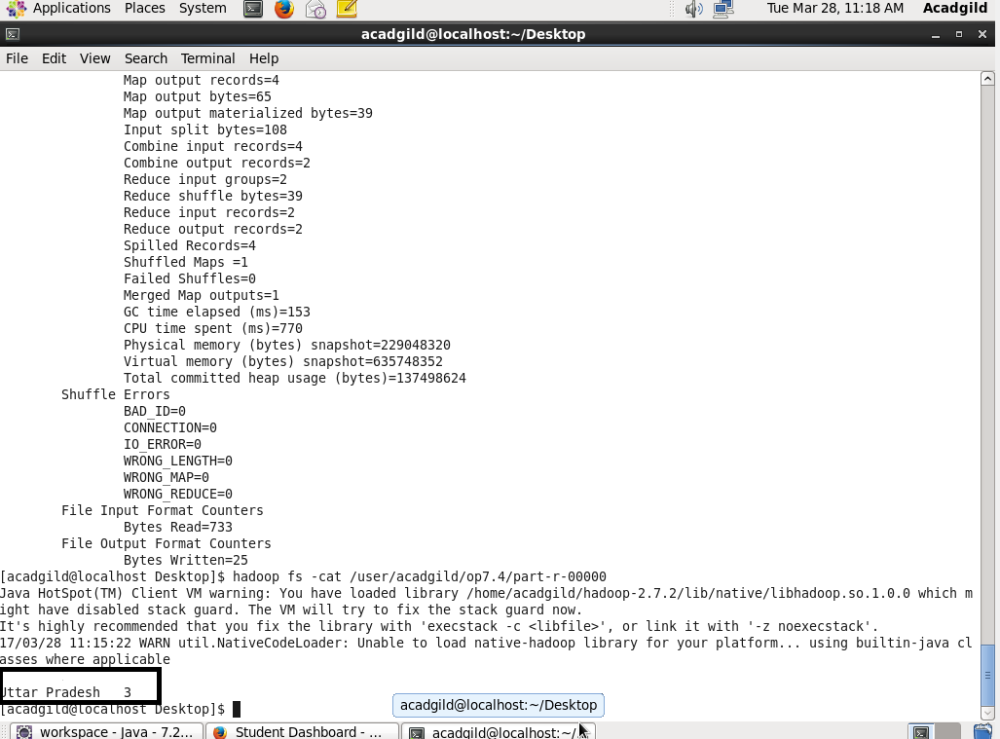 Applications Places System Tue Mar 28, 11:18 AM Acadgild
acadgild@localhost:~/Desktop
File Edit View Search Terminal Help
Map output records=4
Map output bytes=65
Map output materialized bytes=39
Input split bytes=108
Combine input records=4
Combine output records=2
Reduce input groups=2
Reduce shuffle bytes=39
Reduce input records=2
Reduce output records=2
Spilled Records=4
Shuffled Maps =1
Failed Shuffles=0
Merged Map outputs=1
GC time elapsed (ms)=153
CPU time spent (ms)=770
Physical memory (bytes) snapshot=229048320
Virtual memory (bytes) snapshot=635748352
Total committed heap usage (bytes)=137498624
Shuffle Errors
BAD_ID=0
CONNECTION=0
IO_ERROR=0
WRONG_LENGTH=0
WRONG_MAP=0
WRONG_REDUCE=0
File Input Format Counters
Bytes Read=733
File Output Format Counters
Bytes Written=25
[acadgild@localhost Desktop]$ hadoop fs -cat /user/acadgild/op7.4/part-r-00000
Java HotSpot(TM) Client VM warning: You have loaded library /home/acadgild/hadoop-2.7.2/lib/native/libhadoop.so.1.0.0 which m
ight have disabled stack guard. The VM will try to fix the stack guard now.
It's highly recommended that you fix the library with 'execstack -c <libfile>', or link it with '-z noexecstack'.
17/03/28 11:15:22 WARN util.NativeCodeLoader: Unable to load native-hadoop library for your platform... using builtin-java cl
asses where applicable
Uttar Pradesh 3
[acadgild@localhost Desktop]$
acadgild@localhost:~/Desktop
workspace - Java - 7.2... Student Dashboard - ... acadgild@localhost:~/